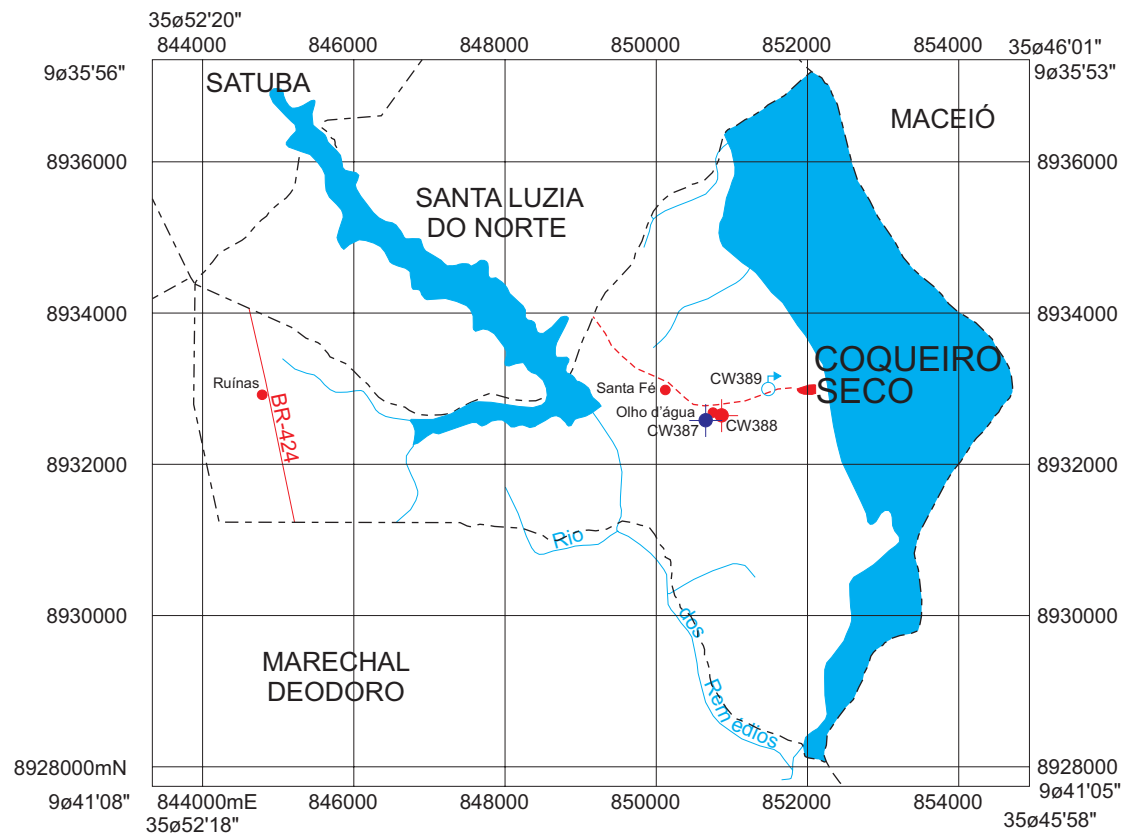 35ø52'20"
844000 846000 848000 850000 852000 854000
35ø46'01"
9ø35'56"
9ø35'53"
SATUBA
MACEIÓ
8936000
8936000
SANTA LUZIA
DO NORTE
8934000
8934000
COQUEIRO
SECO
Ruínas
BR-424
Santa Fé
CW389
Olho d'água
CW387
CW388
8932000
8932000
Rio
dos
Rem édios
8930000
8930000
MARECHAL
DEODORO
8928000mN
8928000
9ø41'08"
9ø41'05"
844000mE 846000 848000 850000 852000 854000
35ø52'18"
35ø45'58"